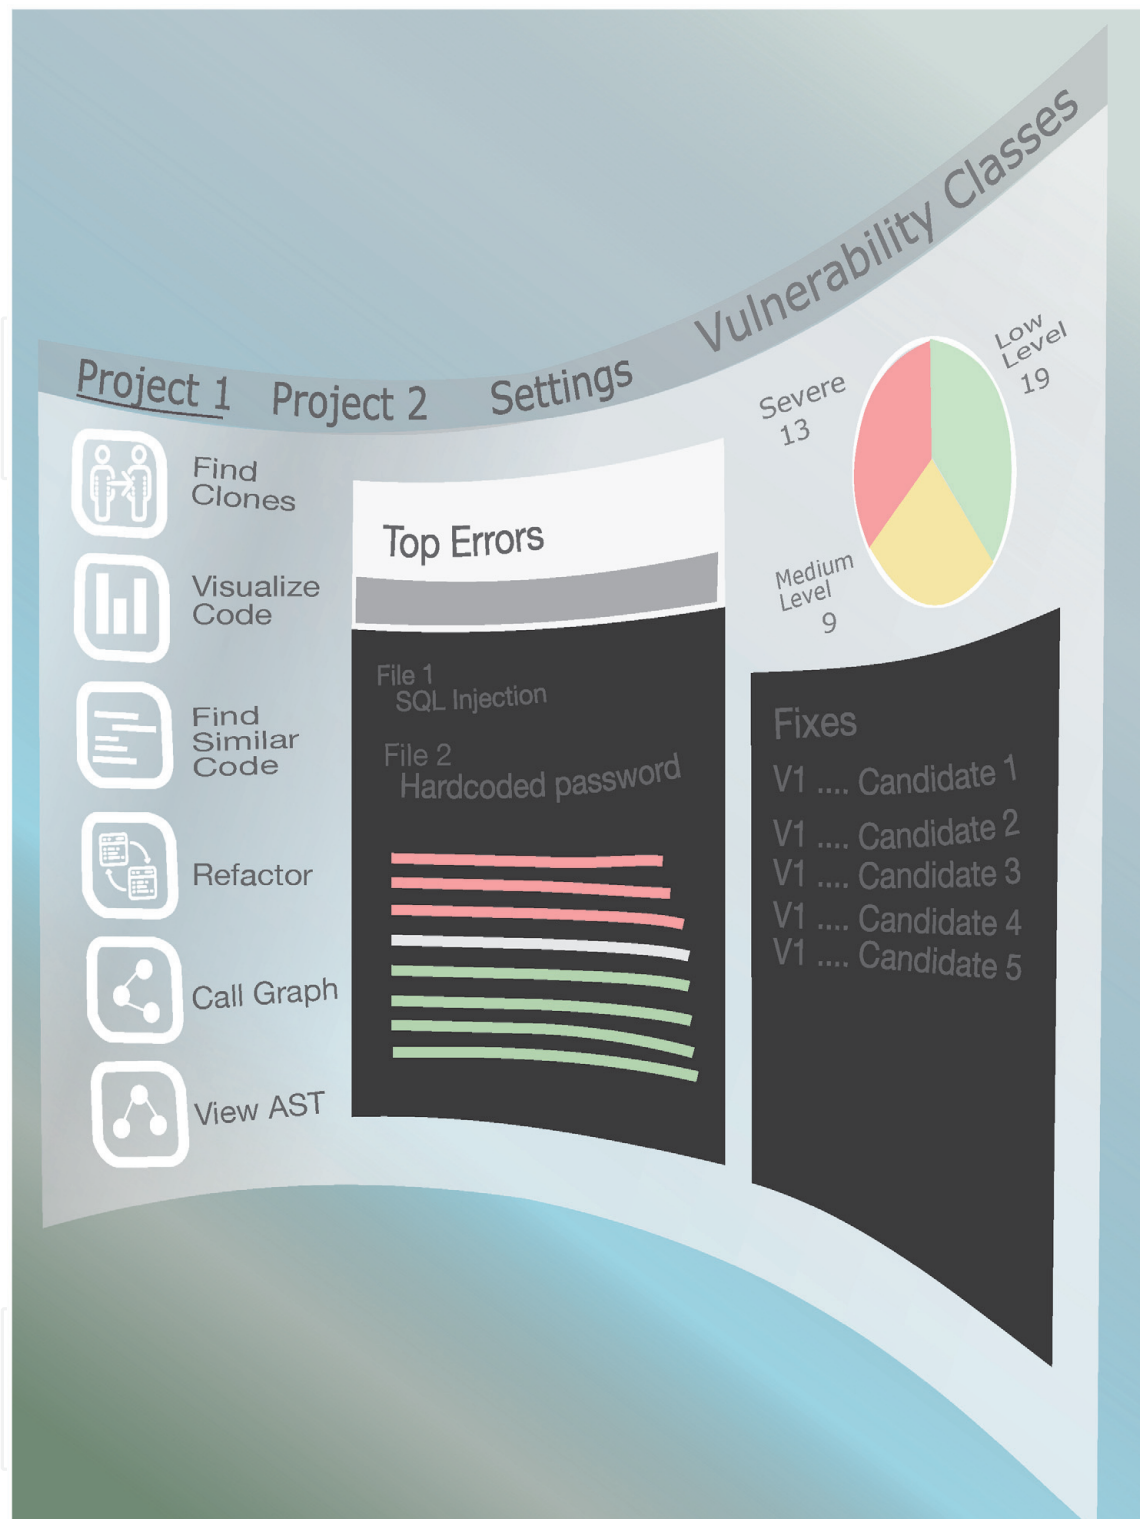 Project 1
Project 2
Settings
Vulnerability Classes
Find
Clones
Visualize
Code
Find
Similar
Code
Refactor
Call Graph
View AST
Top Errors
File 1
SQL Injection
File 2
Hardcoded password
Severe
13
Low
Level
19
Medium
Level
9
Fixes
V1 .... Candidate 1
V1 .... Candidate 2
V1 .... Candidate 3
V1 .... Candidate 4
V1 .... Candidate 5